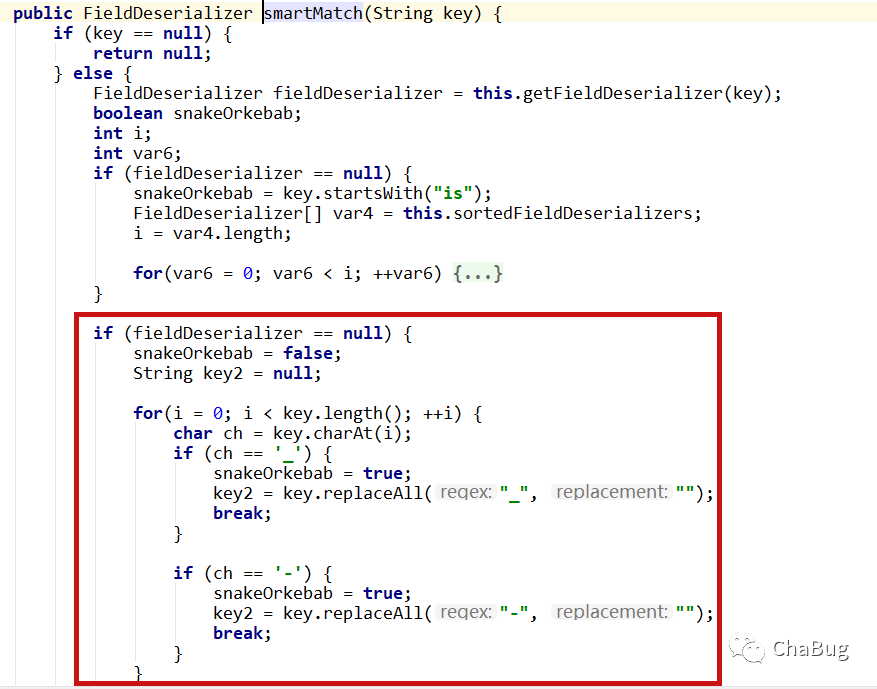 public FieldDeserializer smartMatch(String key) {
    if (key == null) {
        return null;
    } else {
        FieldDeserializer fieldDeserializer = this.getFieldDeserializer(key);
        boolean snakeOrkebab;
        int i;
        int var6;
        if (fieldDeserializer == null) {
            snakeOrkebab = key.startsWith("is");
            FieldDeserializer[] var4 = this.sortedFieldDeserializers;
            i = var4.length;
            for(var6 = 0; var6 < i; ++var6) {...}
        }
        if (fieldDeserializer == null) {
            snakeOrkebab = false;
            String key2 = null;
            for(i = 0; i < key.length(); ++i) {
                char ch = key.charAt(i);
                if (ch == '_') {
                    snakeOrkebab = true;
                    key2 = key.replaceAll( regex: "_", replacement: "");
                    break;
                }
                if (ch == '-') {
                    snakeOrkebab = true;
                    key2 = key.replaceAll( regex: "-", replacement: "");
                    break;
                }
            }
ChaBug